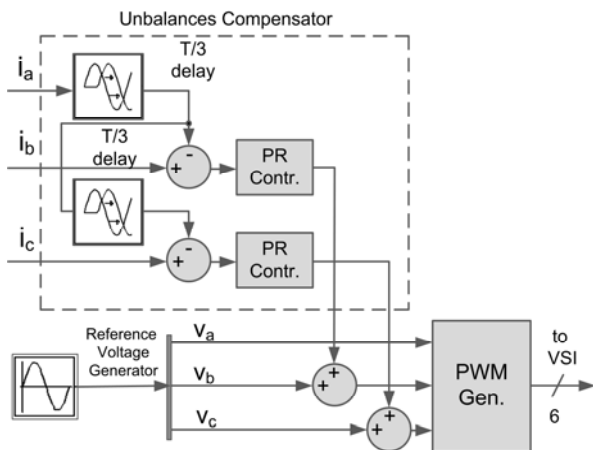 Unbalances Compensator
T/3
delay
i_a
T/3
delay
i_b
-
+
PR
Contr.
i_c
-
+
PR
Contr.
Reference
Voltage
Generator
v_a
v_b
+
+
v_c
+
+
PWM
Gen.
to
VSI
6